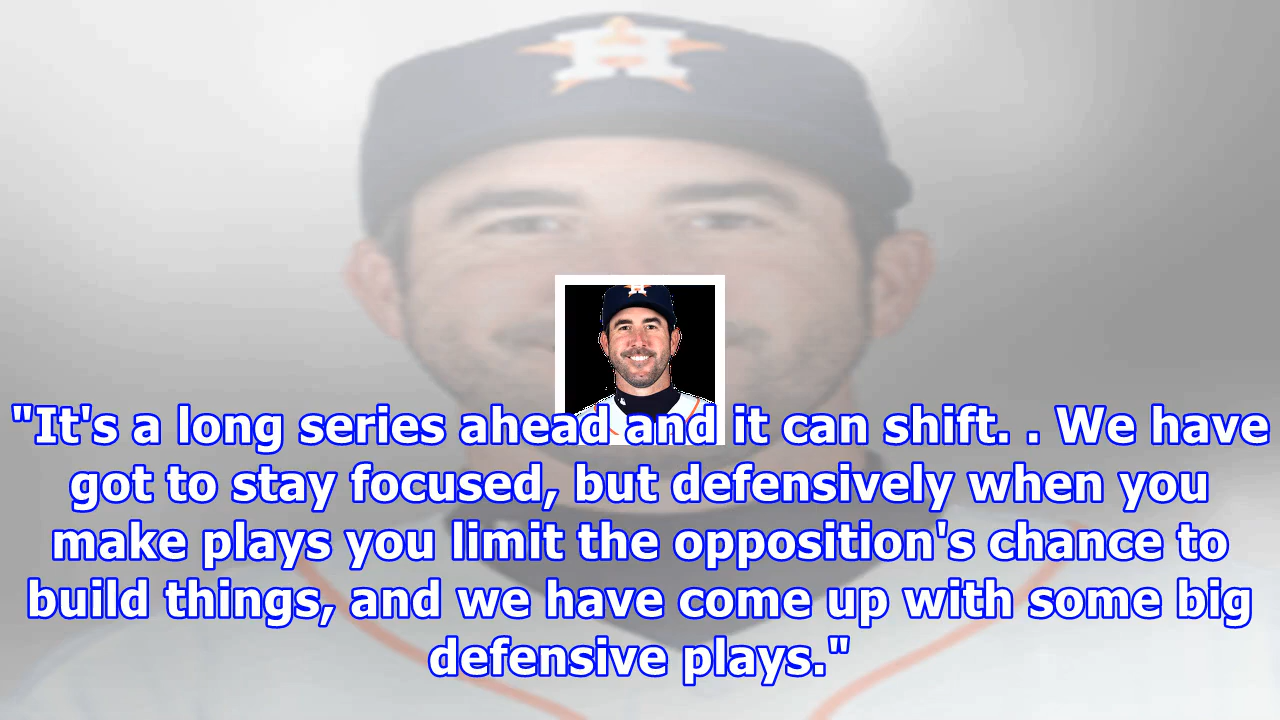 H
H
"It's a long series ahead and it can shift. . We have
got to stay focused, but defensively when you
make plays you limit the opposition's chance to
build things, and we have come up with some big
defensive plays."